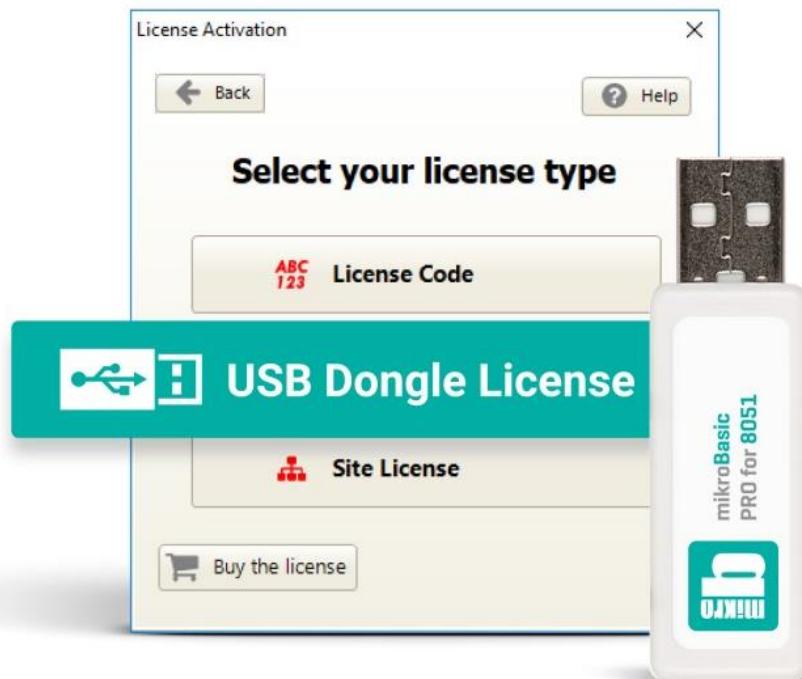 License Activation
Back
Help
Select your license type
ABC
123
License Code
USB Dongle License
Site License
Buy the license
mikroBasic
PRO for 8051
mikro